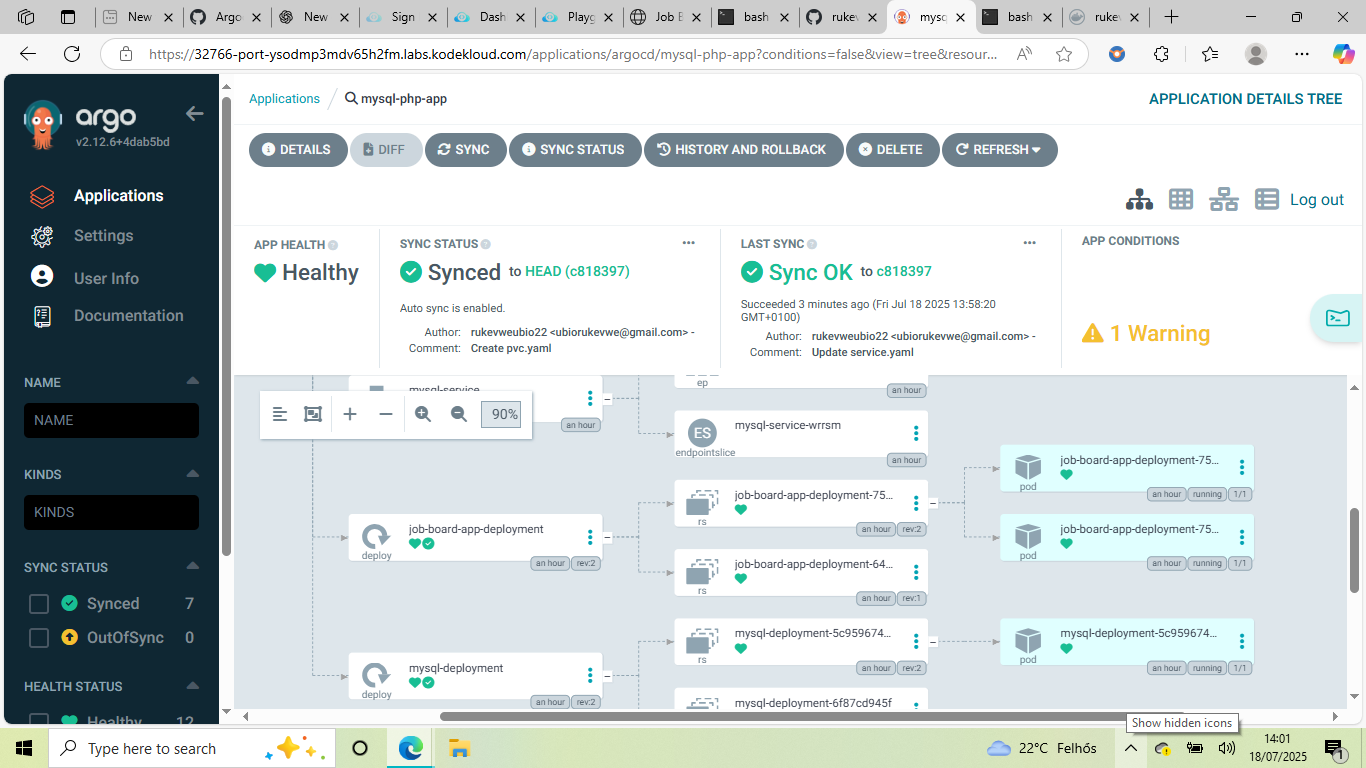 New
Argo
New
Sign
Dash
Playg
Job B
bash
rukev
mysq
bash
rukev
https://32766-port-ysodmp3mdv65h2fm.labs.kodekloud.com/applications/argocd/mysql-php-app?conditions=false&view=tree&resour...
argo
v2.12.6+4dab5bd
Applications
Settings
User Info
Documentation
NAME
NAME
KINDS
KINDS
SYNC STATUS
Synced 7
OutOfSync 0
HEALTH STATUS
Healthy 12
Applications / mysql-php-app
APPLICATION DETAILS TREE
DETAILS
DIFF
SYNC
SYNC STATUS
HISTORY AND ROLLBACK
DELETE
REFRESH
Log out
APP HEALTH
Healthy
SYNC STATUS
Synced to HEAD (c818397)
Auto sync is enabled.
Author: rukevweubio22 <ubiorukevwe@gmail.com> -
Comment: Create pvc.yaml
LAST SYNC
Sync OK to c818397
Succeeded 3 minutes ago (Fri Jul 18 2025 13:58:20
GMT+0100)
Author: rukevweubio22 <ubiorukevwe@gmail.com> -
Comment: Update service.yaml
APP CONDITIONS
1 Warning
90%
mysql-service
an hour
ep
an hour
ES
endpointslice
mysql-service-wrrsm
an hour
deploy
job-board-app-deployment
an hour rev:2
rs
job-board-app-deployment-75...
an hour rev:2
pod
job-board-app-deployment-75...
an hour running 1/1
pod
job-board-app-deployment-75...
an hour running 1/1
rs
job-board-app-deployment-64...
an hour rev:1
deploy
mysql-deployment
an hour rev:2
rs
mysql-deployment-5c959674...
an hour rev:2
pod
mysql-deployment-5c959674...
an hour running 1/1
mysql-deployment-6f87cd945f
Show hidden icons
Type here to search
22°C Felhős
14:01
18/07/2025
1